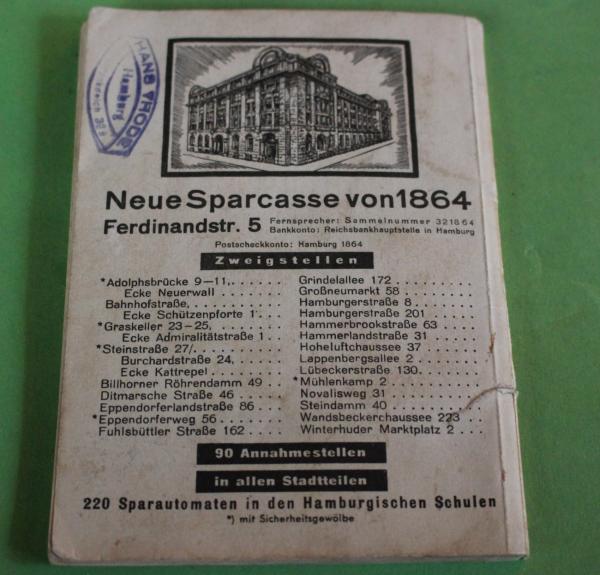 HANS RHODE
Hamburg
Neue Sparcasse von 1864
Ferdinandstr. 5 Fernsprecher: Sammelnummer 321864
Bankkonto: Reichsbankhauptstelle in Hamburg
Postscheckkonto: Hamburg 1864
Zweigstellen
*Adolphsbrücke 9—11,
Ecke Neuerwall
Bahnhofstraße,
Ecke Schützenpforte 1
*Graskeller 23—25,
Ecke Admiralitätstraße 1
*Steinstraße 27/
Burchardstraße 24,
Ecke Kattrepel
Billhorner Röhrendamm 49
Ditmarsche Straße 46
Eppendorferlandstraße 86
*Eppendorferweg 56
Fuhlsbüttler Straße 162
Grindelallee 172
Großneumarkt 58
Hamburgerstraße 8
Hamburgerstraße 201
Hammerbrookstraße 63
Hammerlandstraße 31
Hoheluftchaussee 37
Lappenbergsallee 2
Lübeckerstraße 130
*Mühlenkamp 2
Novalisweg 31
Steindamm 40
Wandsbeckerchaussee 223
Winterhuder Marktplatz 2
90 Annahmestellen
in allen Stadtteilen
220 Sparautomaten in den Hamburgischen Schulen
*) mit Sicherheitsgewölbe